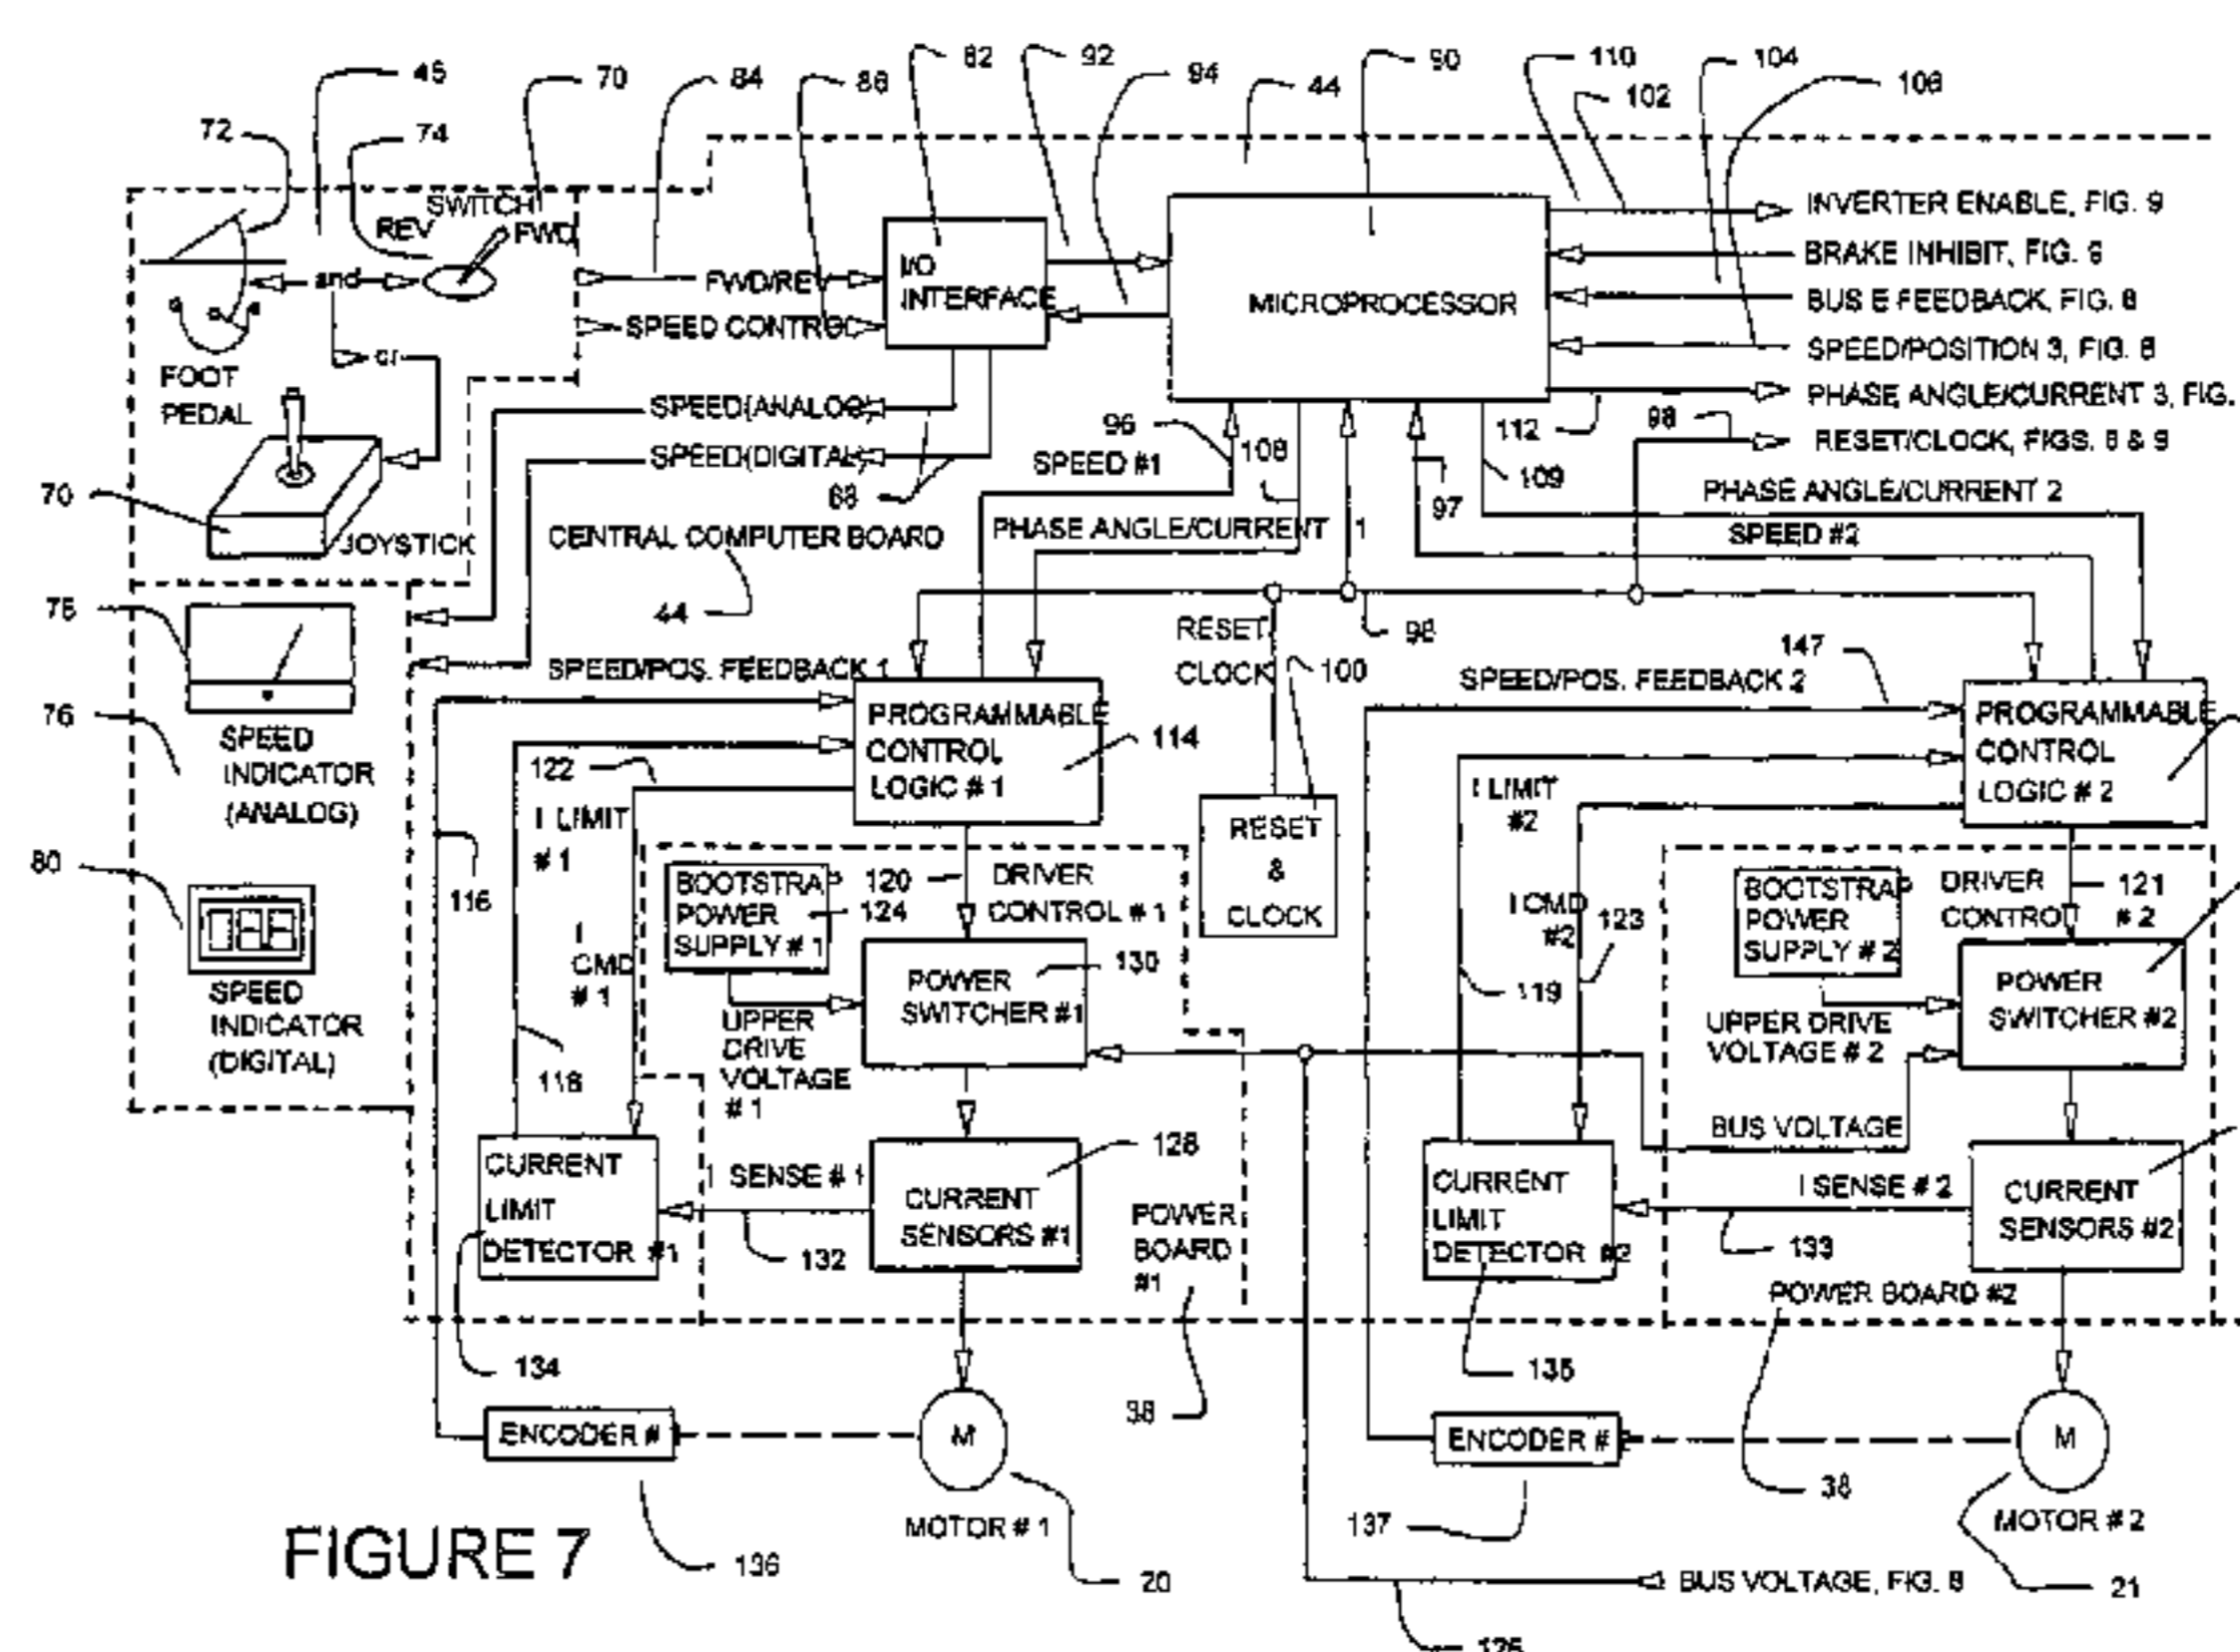 45
70
84
86
82
92
94
44
90
110
102
104
106
72
74
REV
SWITCH
FWD
and
or
FOOT
PEDAL
70
JOYSTICK
FWD/REV
SPEED CONTROL
I/O
INTERFACE
MICROPROCESSOR
INVERTER ENABLE, FIG. 9
BRAKE INHIBIT, FIG. 9
BUS E FEEDBACK, FIG. 8
SPEED/POSITION 3, FIG. 8
PHASE ANGLE/CURRENT 3, FIG.
RESET/CLOCK, FIGS. 8 & 9
SPEED(ANALOG)
SPEED(DIGITAL)
88
96
SPEED #1
108
97
109
112
98
PHASE ANGLE/CURRENT 1
PHASE ANGLE/CURRENT 2
SPEED #2
CENTRAL COMPUTER BOARD
44
78
76
SPEED
INDICATOR
(ANALOG)
80
SPEED
INDICATOR
(DIGITAL)
RESET
CLOCK
98
100
SPEED/POS. FEEDBACK 1
PROGRAMMABLE
CONTROL
LOGIC # 1
114
122
I LIMIT
# 1
116
118
I
CMD
# 1
RESET
&
CLOCK
BOOTSTRAP
POWER
SUPPLY # 1
120
124
DRIVER
CONTROL # 1
POWER
SWITCHER #1
130
UPPER
DRIVE
VOLTAGE
# 1
CURRENT
LIMIT
DETECTOR #1
I SENSE # 1
132
CURRENT
SENSORS #1
128
POWER
BOARD
#1
38
134
ENCODER #
136
M
MOTOR # 1
20
147
SPEED/POS. FEEDBACK 2
PROGRAMMABLE
CONTROL
LOGIC # 2
I LIMIT
#2
I CMD
#2
123
119
BOOTSTRAP
POWER
SUPPLY # 2
DRIVER
CONTROL
# 2
121
POWER
SWITCHER #2
UPPER DRIVE
VOLTAGE # 2
BUS VOLTAGE
CURRENT
LIMIT
DETECTOR #2
I SENSE # 2
133
CURRENT
SENSORS #2
POWER BOARD #2
135
38
ENCODER #
137
M
MOTOR # 2
21
BUS VOLTAGE, FIG. 8
126
FIGURE 7